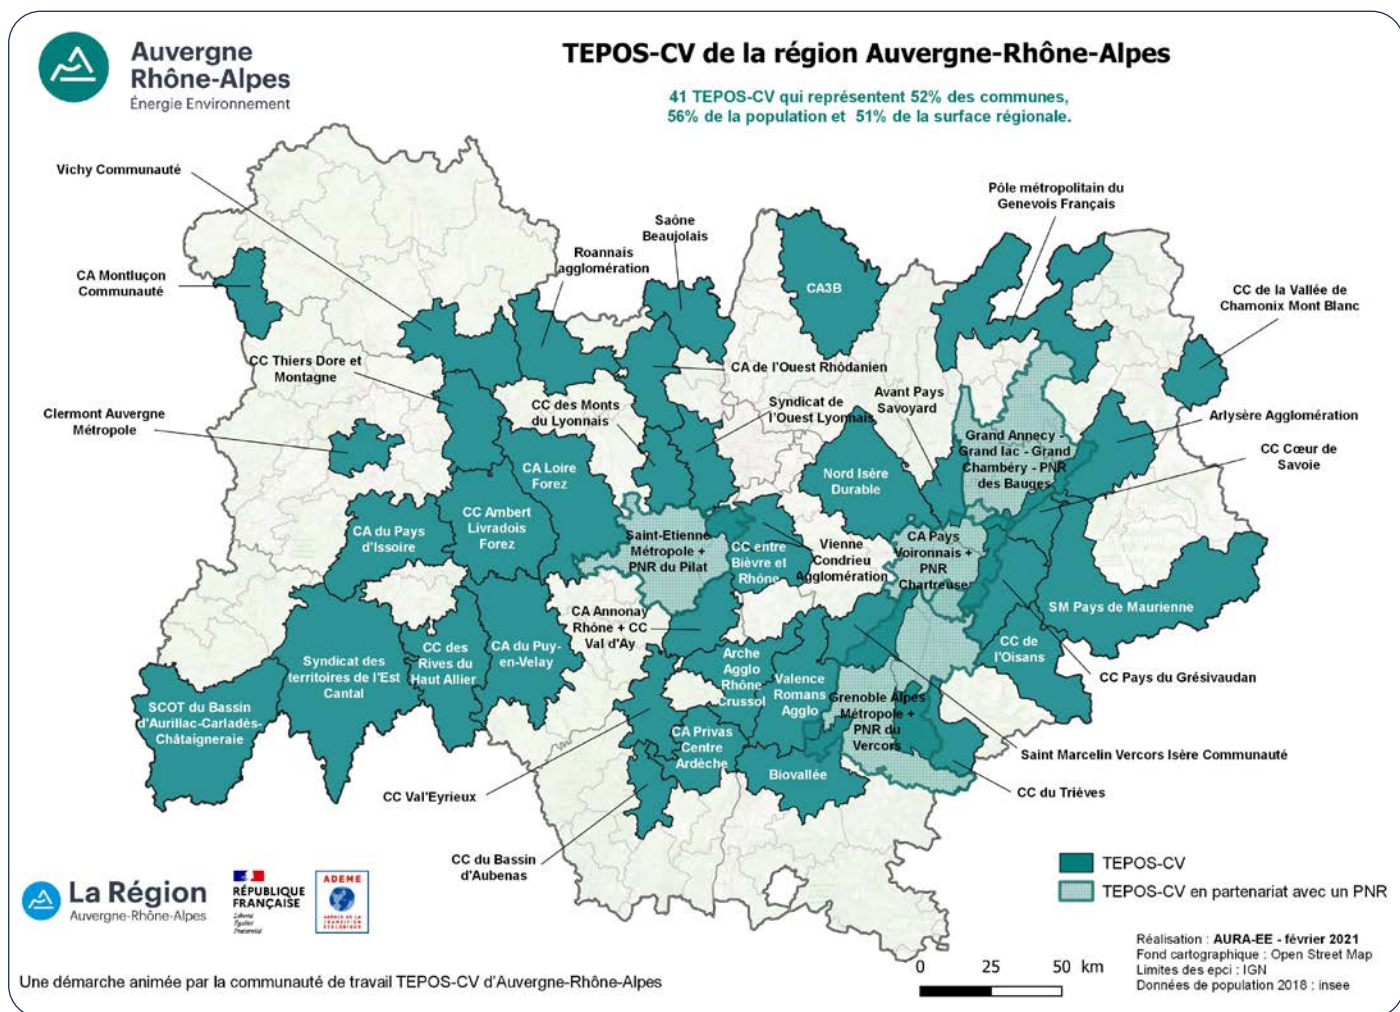 Auvergne
Rhône-Alpes
Énergie Environnement
TEPOS-CV de la région Auvergne-Rhône-Alpes
41 TEPOS-CV qui représentent 52% des communes,
56% de la population et 51% de la surface régionale.
Vichy Communauté
CA Montluçon
Communauté
Roannais
agglomération
Saône
Beaujolais
CA3B
Pôle métropolitain du
Genevois Français
CC de la Vallée de
Chamonix Mont Blanc
CC Thiers Dore et
Montagne
Clermont Auvergne
Métropole
CC des Monts
du Lyonnais
CA de l'Ouest Rhôdanien
Syndicat de
l'Ouest Lyonnais
Avant Pays
Savoyard
Arlysère Agglomération
CC Cœur de
Savoie
Grand Annecy -
Grand lac - Grand
Chambéry - PNR
des Bauges
CA Loire
Forez
Nord Isère
Durable
CC Ambert
Livradois
Forez
CA du Pays
d'Issoire
Saint-Etienne
Métropole +
PNR du Pilat
CC entre
Bièvre et
Rhône
Vienne
Condrieu
Agglomération
CA Pays
Voironnais +
PNR
Chartreuse
SM Pays de Maurienne
CA Annonay
Rhône + CC
Val d'Ay
CC de
l'Oisans
CC Pays du Grésivaudan
SCOT du Bassin
d'Aurillac-Carladès-
Châtaigneraie
Syndicat des
territoires de l'Est
Cantal
CC des
Rives du
Haut Allier
CA du Puy-
en-Velay
Arche
Agglo
Rhône
Crussol
Valence
Romans
Agglo
Grenoble Alpes
Métropole +
PNR du
Vercors
CA Privas
Centre
Ardèche
Biovallée
Saint Marcelin Vercors Isère Communauté
CC du Trièves
CC Val'Eyrieux
CC du Bassin
d'Aubenas
TEPOS-CV
TEPOS-CV en partenariat avec un PNR
La Région
Auvergne-Rhône-Alpes
RÉPUBLIQUE
FRANÇAISE
Liberté
Égalité
Fraternité
ADEME
AGENCE DE LA
TRANSITION
ÉCOLOGIQUE
0 25 50 km
Réalisation : AURA-EE - février 2021
Fond cartographique : Open Street Map
Limites des epci : IGN
Données de population 2018 : insee
Une démarche animée par la communauté de travail TEPOS-CV d'Auvergne-Rhône-Alpes